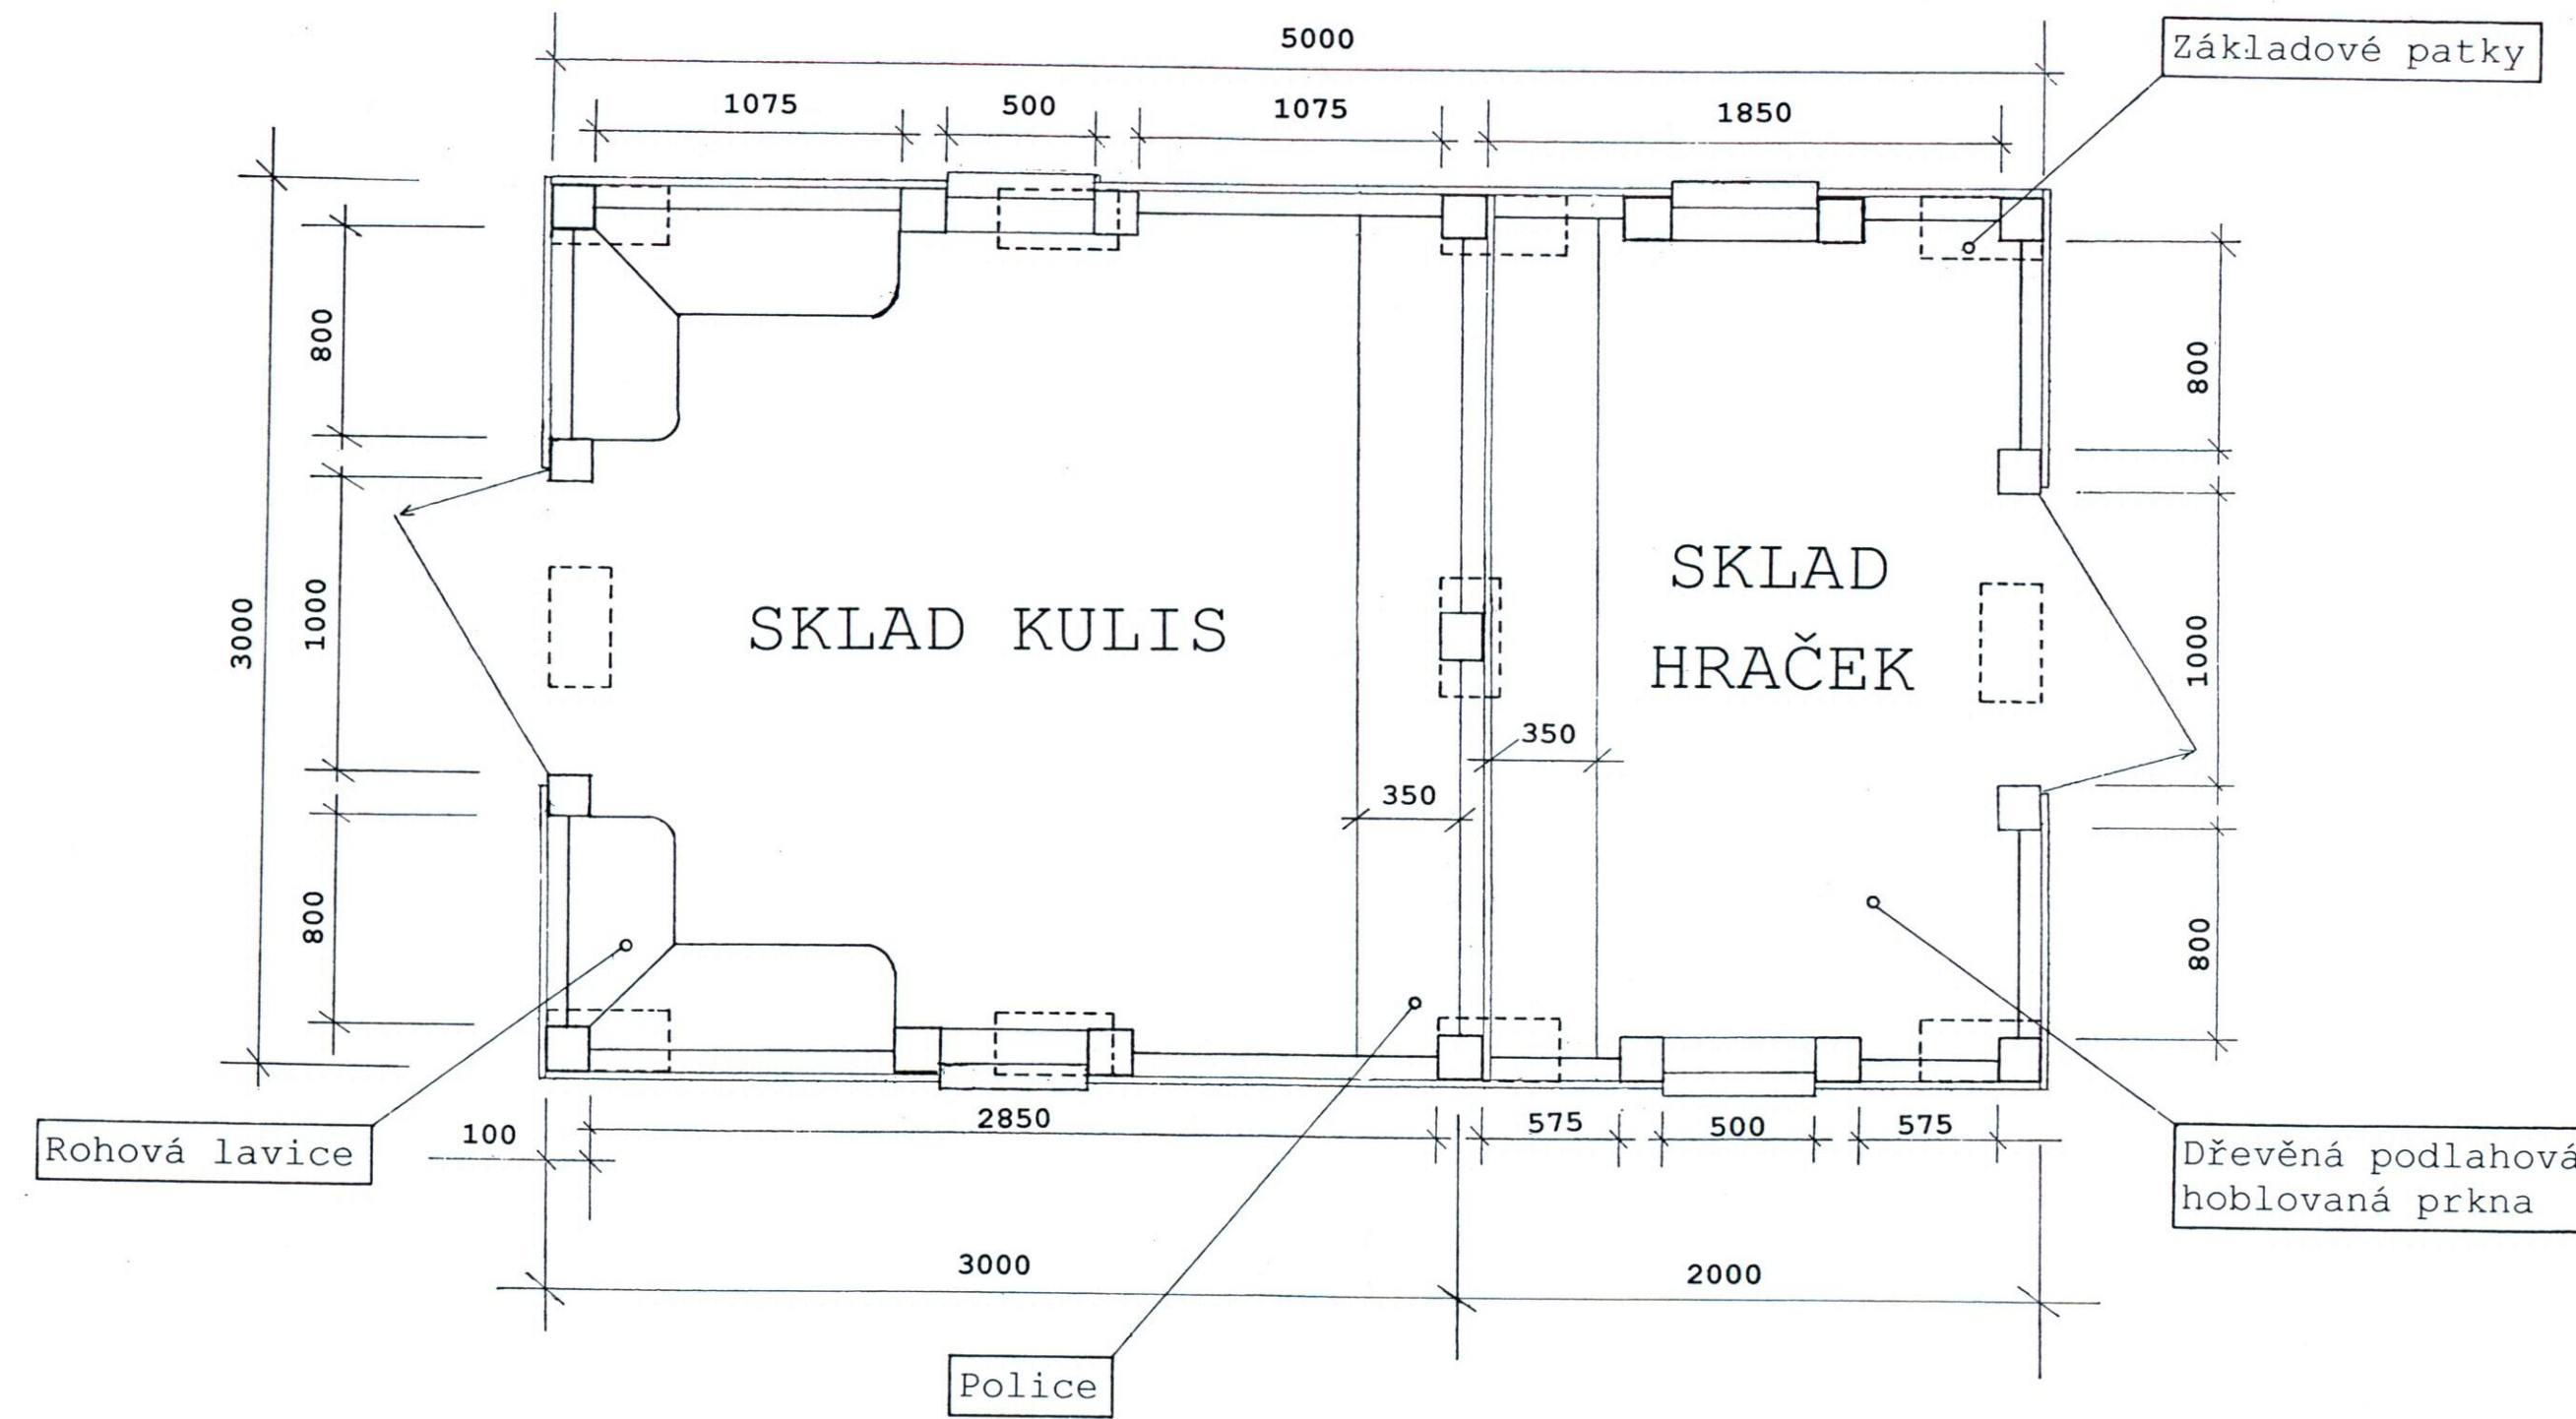 5000
Základové patky
1075
500
1075
1850
800
1000
800
3000
800
1000
800
SKLAD KULIS
SKLAD
HRAČEK
350
350
Rohová lavice
100
2850
575
500
575
Dřevěná podlahová
hoblovaná prkna
3000
2000
Police